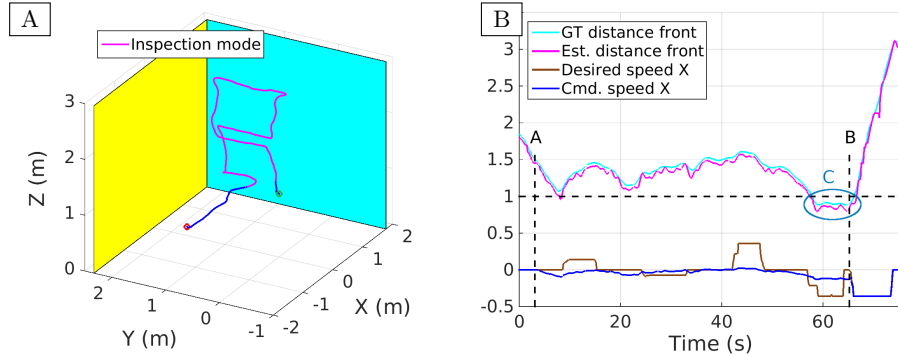 A
Inspection mode
3
2
1
0
Z (m)
2
1
0
-1
Y (m)
-2
-1
0
1
2
X (m)
B
GT distance front
Est. distance front
Desired speed X
Cmd. speed X
3
2.5
2
1.5
1
0.5
0
-0.5
A
B
C
0
20
40
60
Time (s)